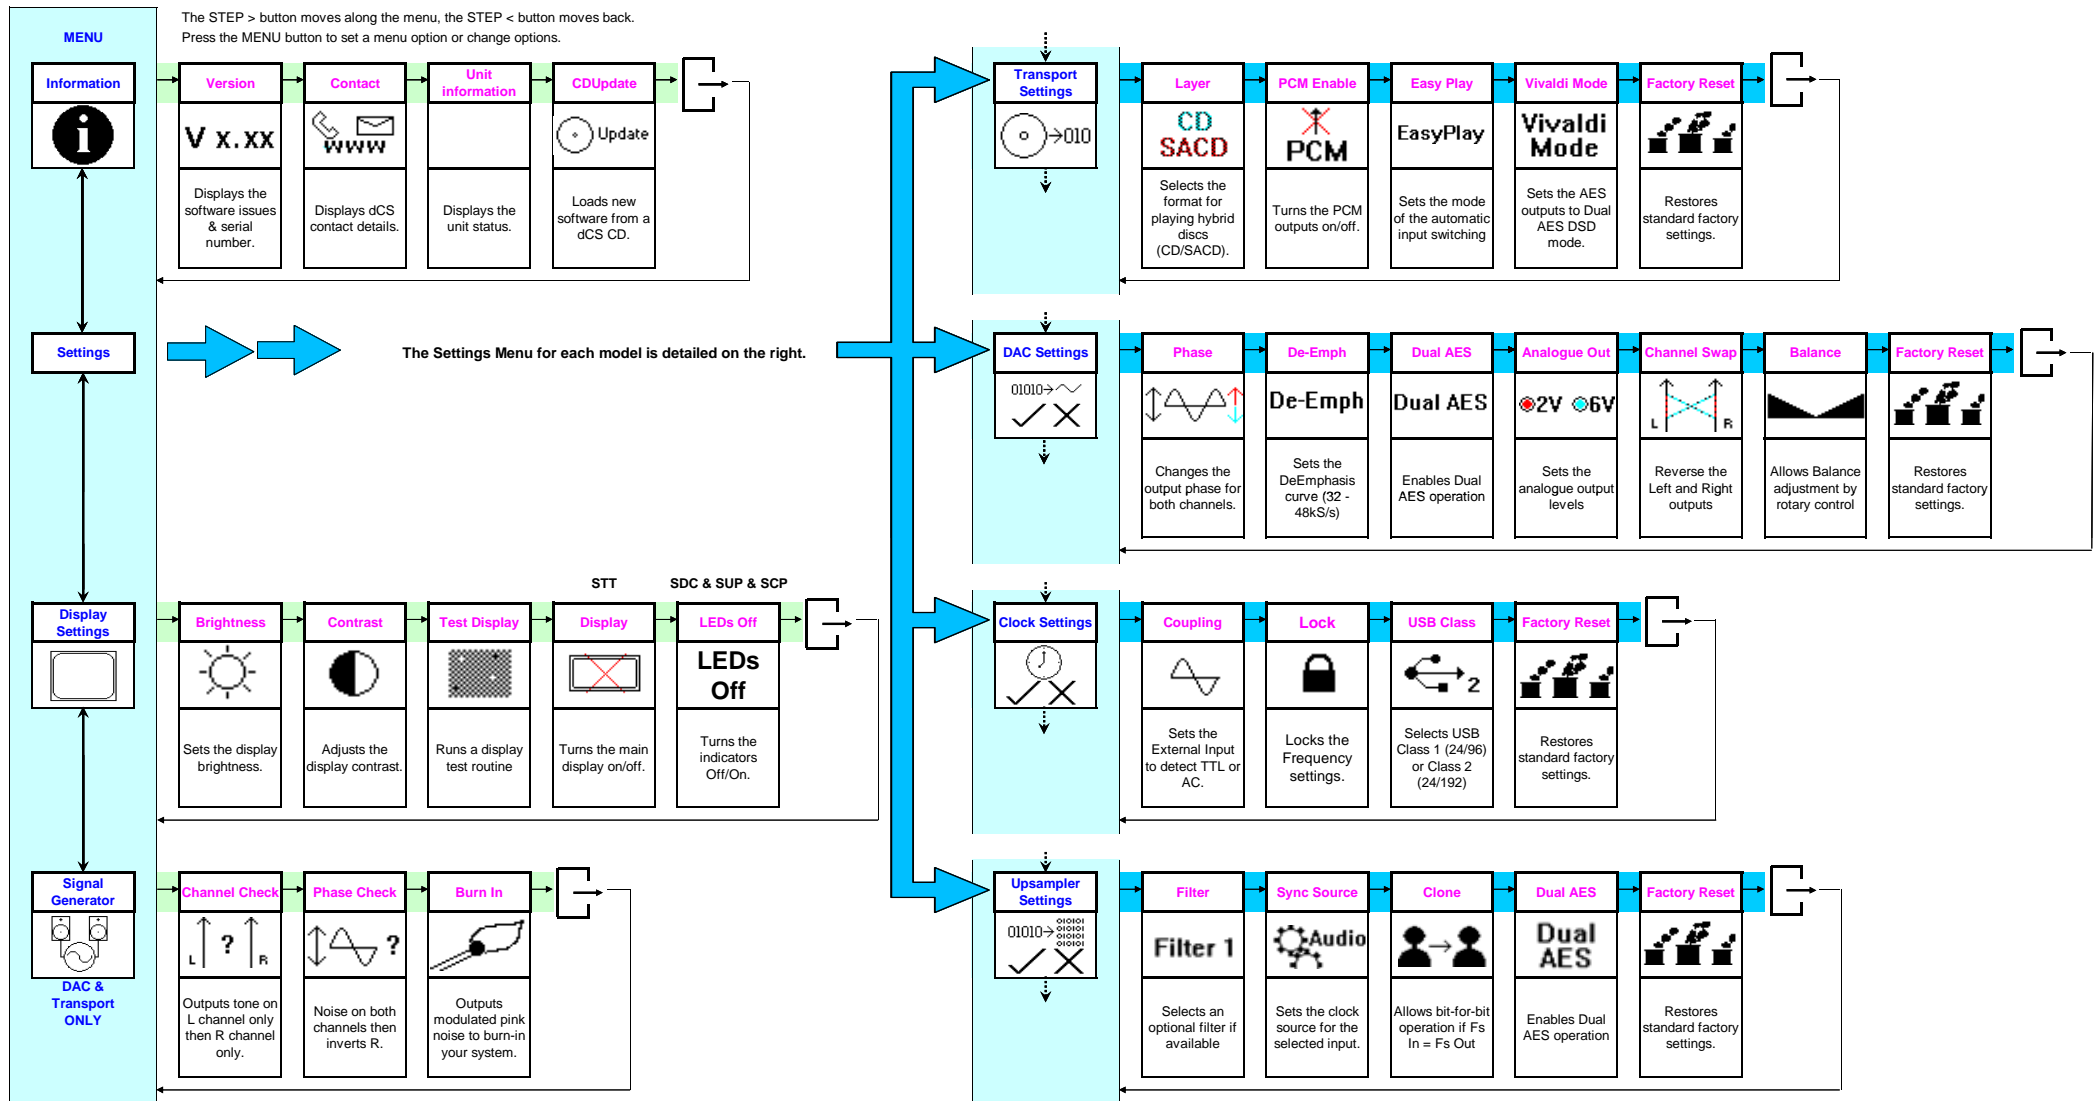 The STEP > button moves along the menu, the STEP < button moves back.
Press the MENU button to set a menu option or change options.
MENU
Information
Version
Contact
Unit
information
CDUpdate
V x.xx
WWW
Update
Displays the
software issues
& serial
number.
Displays dCS
contact details.
Displays the
unit status.
Loads new
software from a
dCS CD.
Settings
The Settings Menu for each model is detailed on the right.
STT
SDC & SUP & SCP
Display
Settings
Brightness
Contrast
Test Display
Display
LEDs Off
LEDs
Off
Sets the display
brightness.
Adjusts the
display contrast.
Runs a display
test routine
Turns the main
display on/off.
Turns the
indicators
Off/On.
Signal
Generator
DAC &
Transport
ONLY
Channel Check
Phase Check
Burn In
L ? R
?
Outputs tone on
L channel only
then R channel
only.
Noise on both
channels then
inverts R.
Outputs
modulated pink
noise to burn-in
your system.
Transport
Settings
→010
Layer
PCM Enable
Easy Play
Vivaldi Mode
Factory Reset
CD
SACD
PCM
EasyPlay
Vivaldi
Mode
Selects the
format for
playing hybrid
discs
(CD/SACD).
Turns the PCM
outputs on/off.
Sets the mode
of the automatic
input switching
Sets the AES
outputs to Dual
AES DSD
mode.
Restores
standard factory
settings.
DAC Settings
01010→
Phase
De-Emph
Dual AES
Analogue Out
Channel Swap
Balance
Factory Reset
De-Emph
Dual AES
2V 6V
L R
Changes the
output phase for
both channels.
Sets the
DeEmphasis
curve (32 -
48kS/s)
Enables Dual
AES operation
Sets the
analogue output
levels
Reverse the
Left and Right
outputs
Allows Balance
adjustment by
rotary control
Restores
standard factory
settings.
Clock Settings
Coupling
Lock
USB Class
Factory Reset
2
Sets the
External Input
to detect TTL or
AC.
Locks the
Frequency
settings.
Selects USB
Class 1 (24/96)
or Class 2
(24/192)
Restores
standard factory
settings.
Upsampler
Settings
01010→
01010
01010
01010
01010
Filter
Sync Source
Clone
Dual AES
Factory Reset
Filter 1
Audio
Dual
AES
Selects an
optional filter if
available
Sets the clock
source for the
selected input.
Allows bit-for-bit
operation if Fs
In = Fs Out
Enables Dual
AES operation
Restores
standard factory
settings.